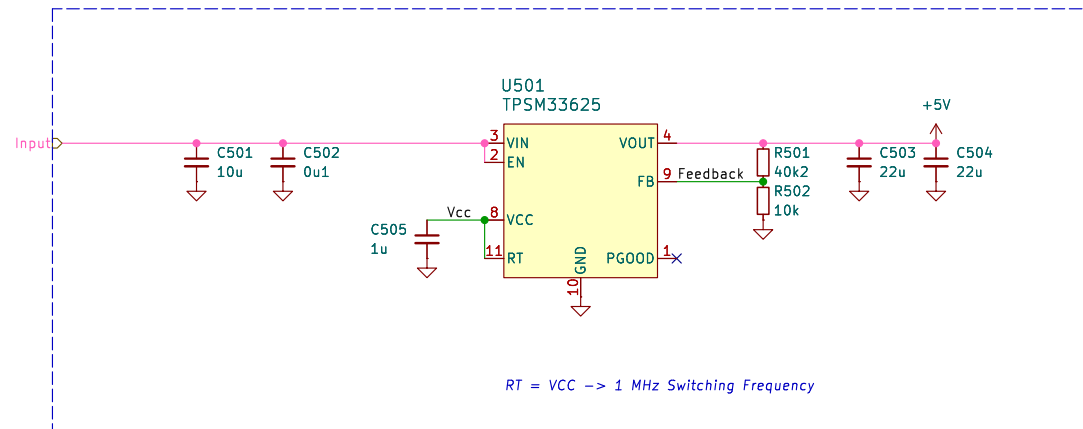 U501
TPSM33625
+5V
Input
C501
10u
C502
0u1
3
VIN
2
EN
VOUT
4
R501
40k2
C503
22u
C504
22u
FB
9
Feedback
R502
10k
C505
1u
Vcc
8
VCC
11
RT
GND
10
PGOOD
1
RT = VCC -> 1 MHz Switching Frequency